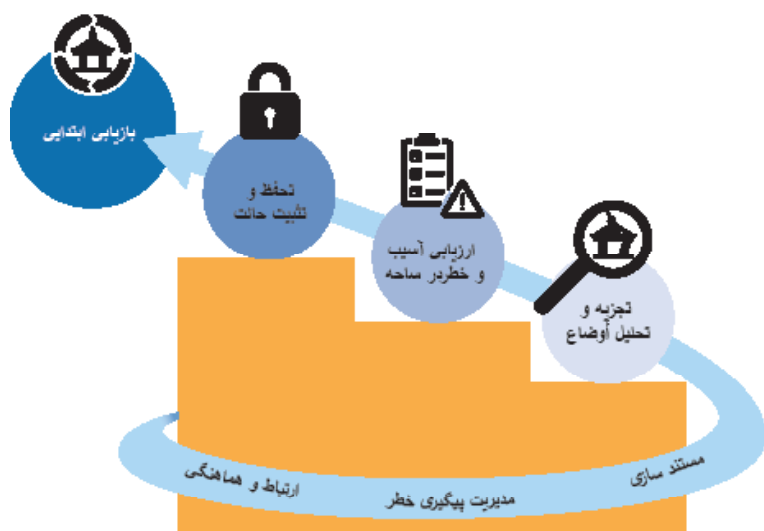 تجزیه و
تحلیل أوضاع
ارزیابی آسیب
و خطردر ساحه
تحفظ و
تثبیت حالت
بازیابی ابتدایی
مستند سازی
مدیریت پیگیری خطر
ارتباط و هماهنگی